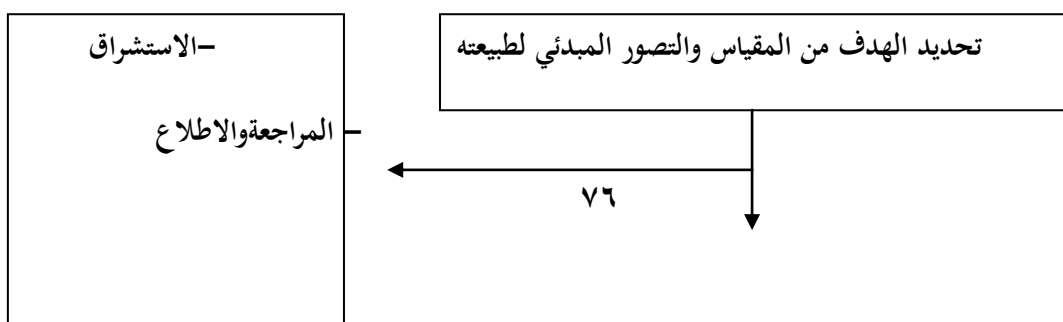 تحديد الهدف من المقياس والتصور المبدئي لطبيعته
–الاستشراق
– المراجعةوالاطلاع
٧٦